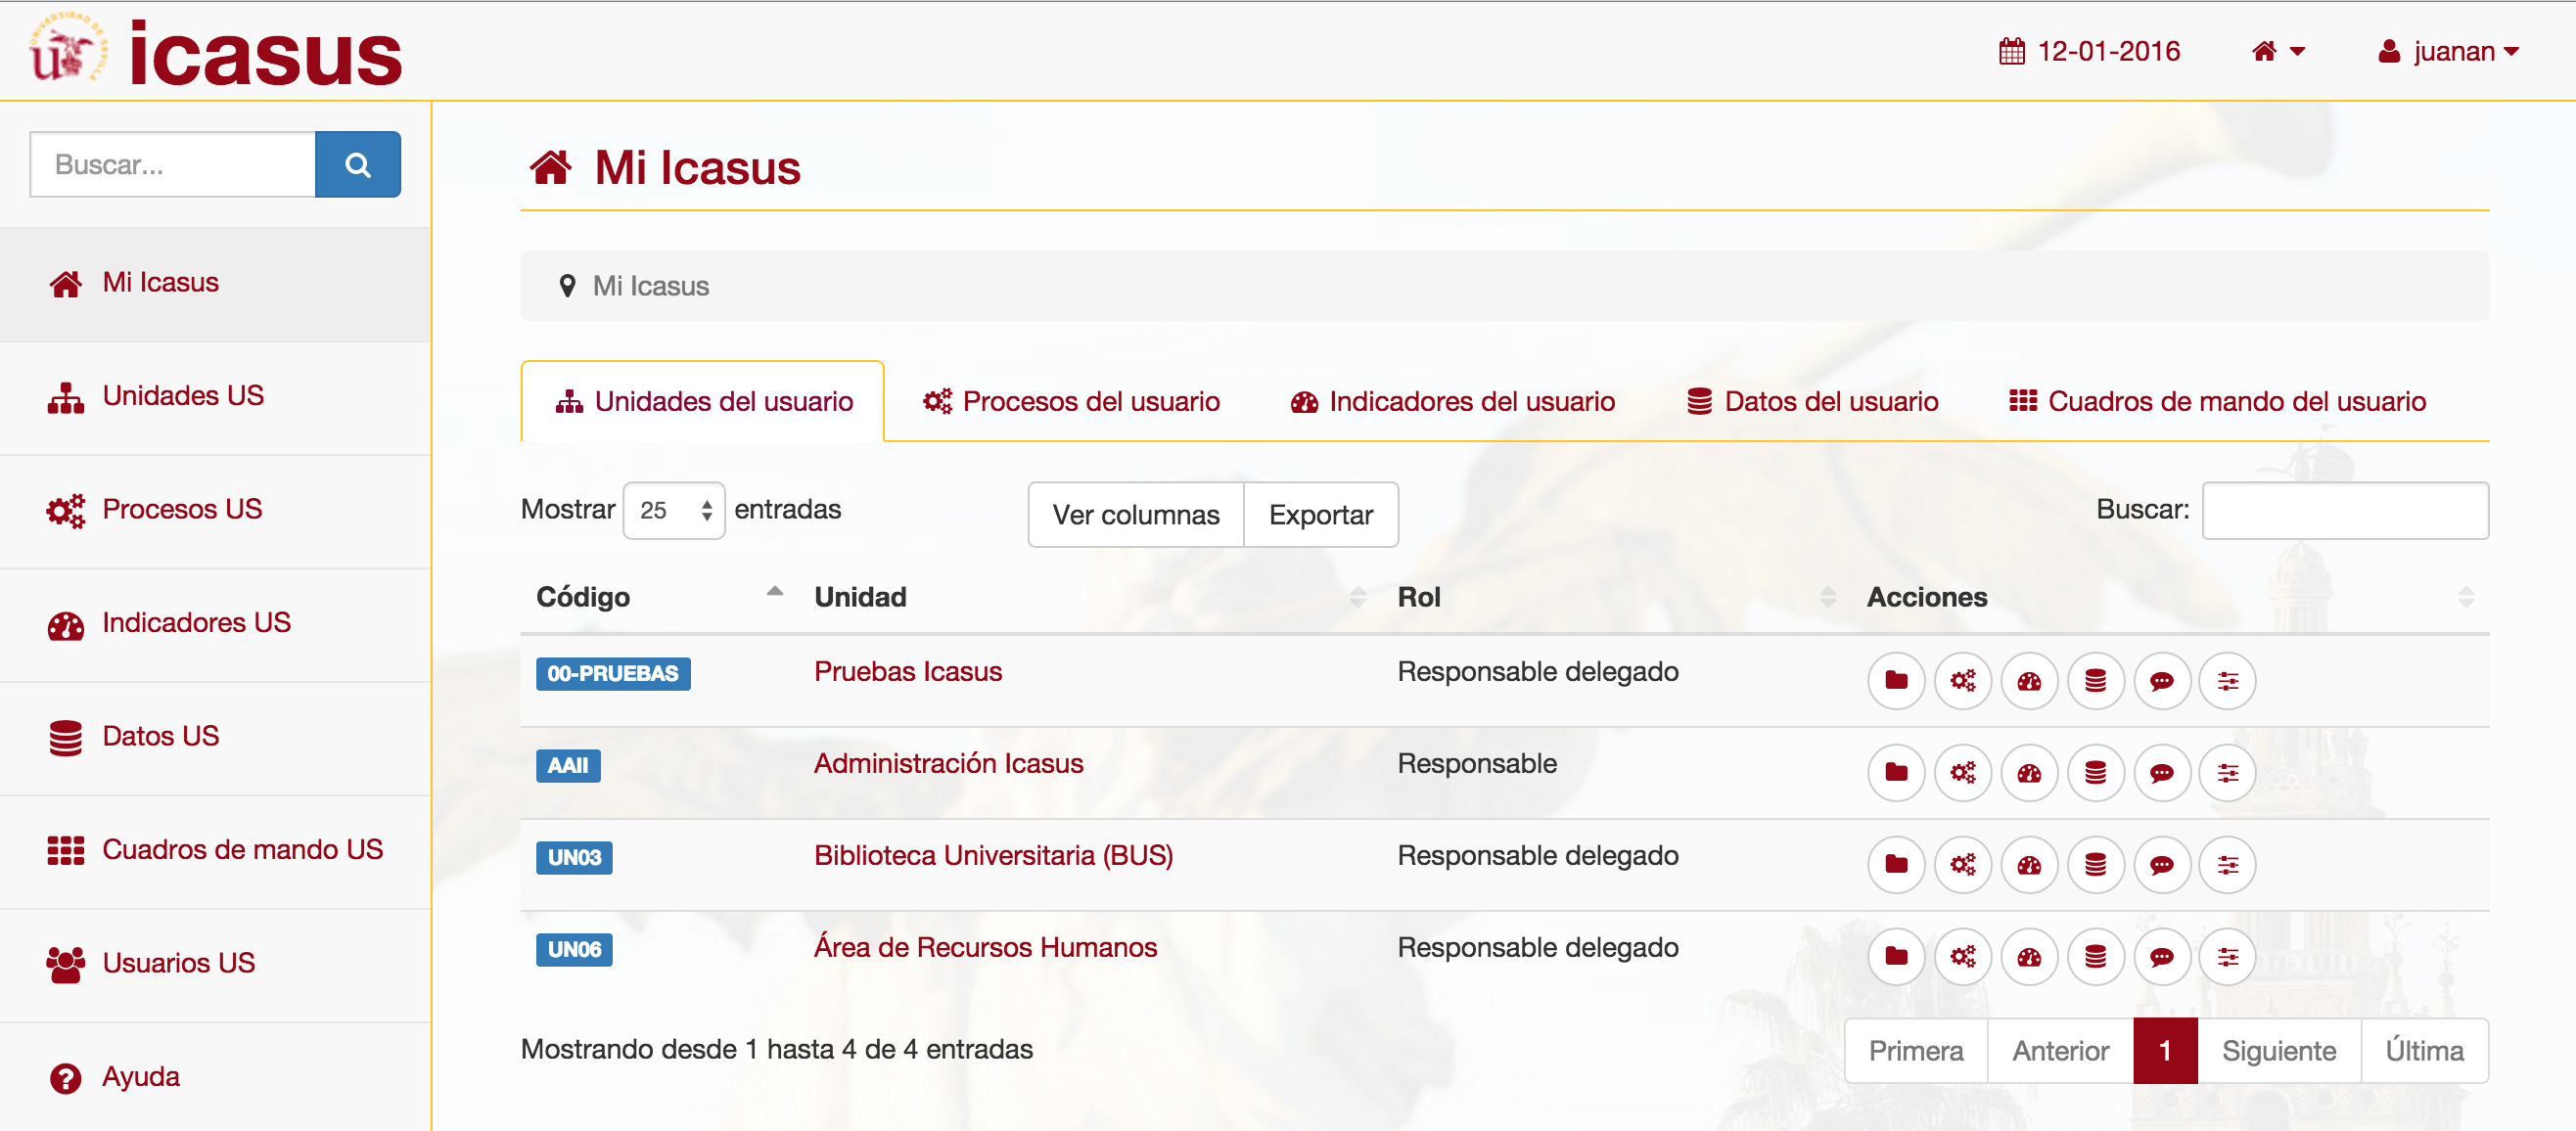 UNIVERSIDAD DE SEVILLA
icasus
12-01-2016
juanan
Buscar...
Mi Icasus
Unidades US
Procesos US
Indicadores US
Datos US
Cuadros de mando US
Usuarios US
Ayuda
Mi Icasus
Mi Icasus
Unidades del usuario Procesos del usuario Indicadores del usuario Datos del usuario Cuadros de mando del usuario
Mostrar 25 entradas Ver columnas Exportar Buscar:
Código Unidad Rol Acciones
00-PRUEBAS Pruebas Icasus Responsable delegado
AAII Administración Icasus Responsable
UN03 Biblioteca Universitaria (BUS) Responsable delegado
UN06 Área de Recursos Humanos Responsable delegado
Mostrando desde 1 hasta 4 de 4 entradas
Primera Anterior 1 Siguiente Última